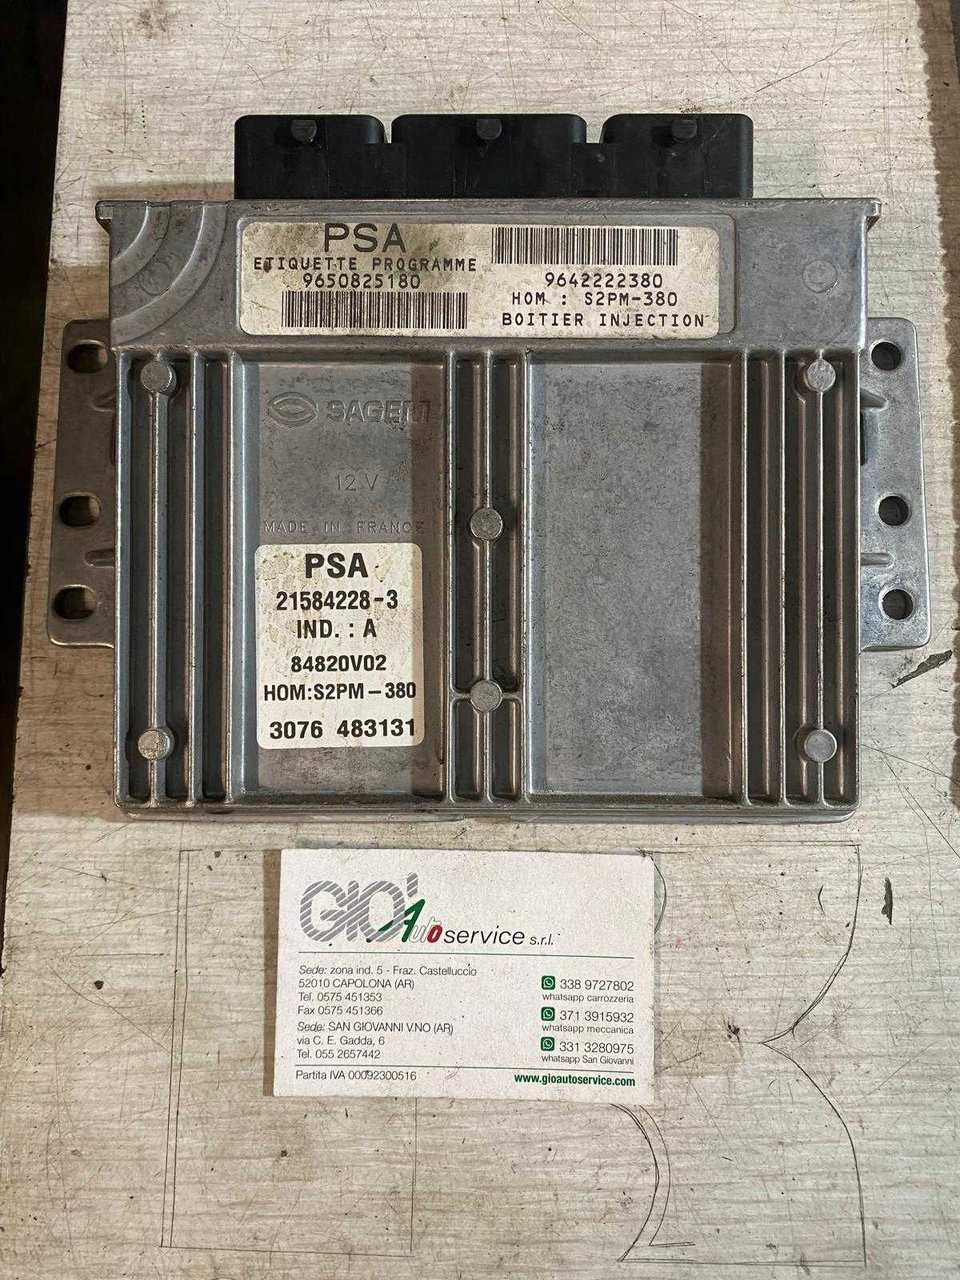 PSA
ETIQUETTE PROGRAMME
9650825180
9642222380
HOM : S2PM-380
BOITIER INJECTION
SAGEM
12 V
MADE IN FRANCE
PSA
21584228-3
IND. : A
84820V02
HOM:S2PM-380
3076 483131
GIO' Auto service s.r.l.
Sede: zona ind. 5 - Fraz. Castelluccio
52010 CAPOLONA (AR)
Tel. 0575 451353
Fax 0575 451366
Sede: SAN GIOVANNI V.NO (AR)
via C. E. Gadda, 6
Tel. 055 2657442
Partita IVA 00092300516
338 9727802
whatsapp carrozzeria
371 3915932
whatsapp meccanica
331 3280975
whatsapp San Giovanni
www.gioautoservice.com